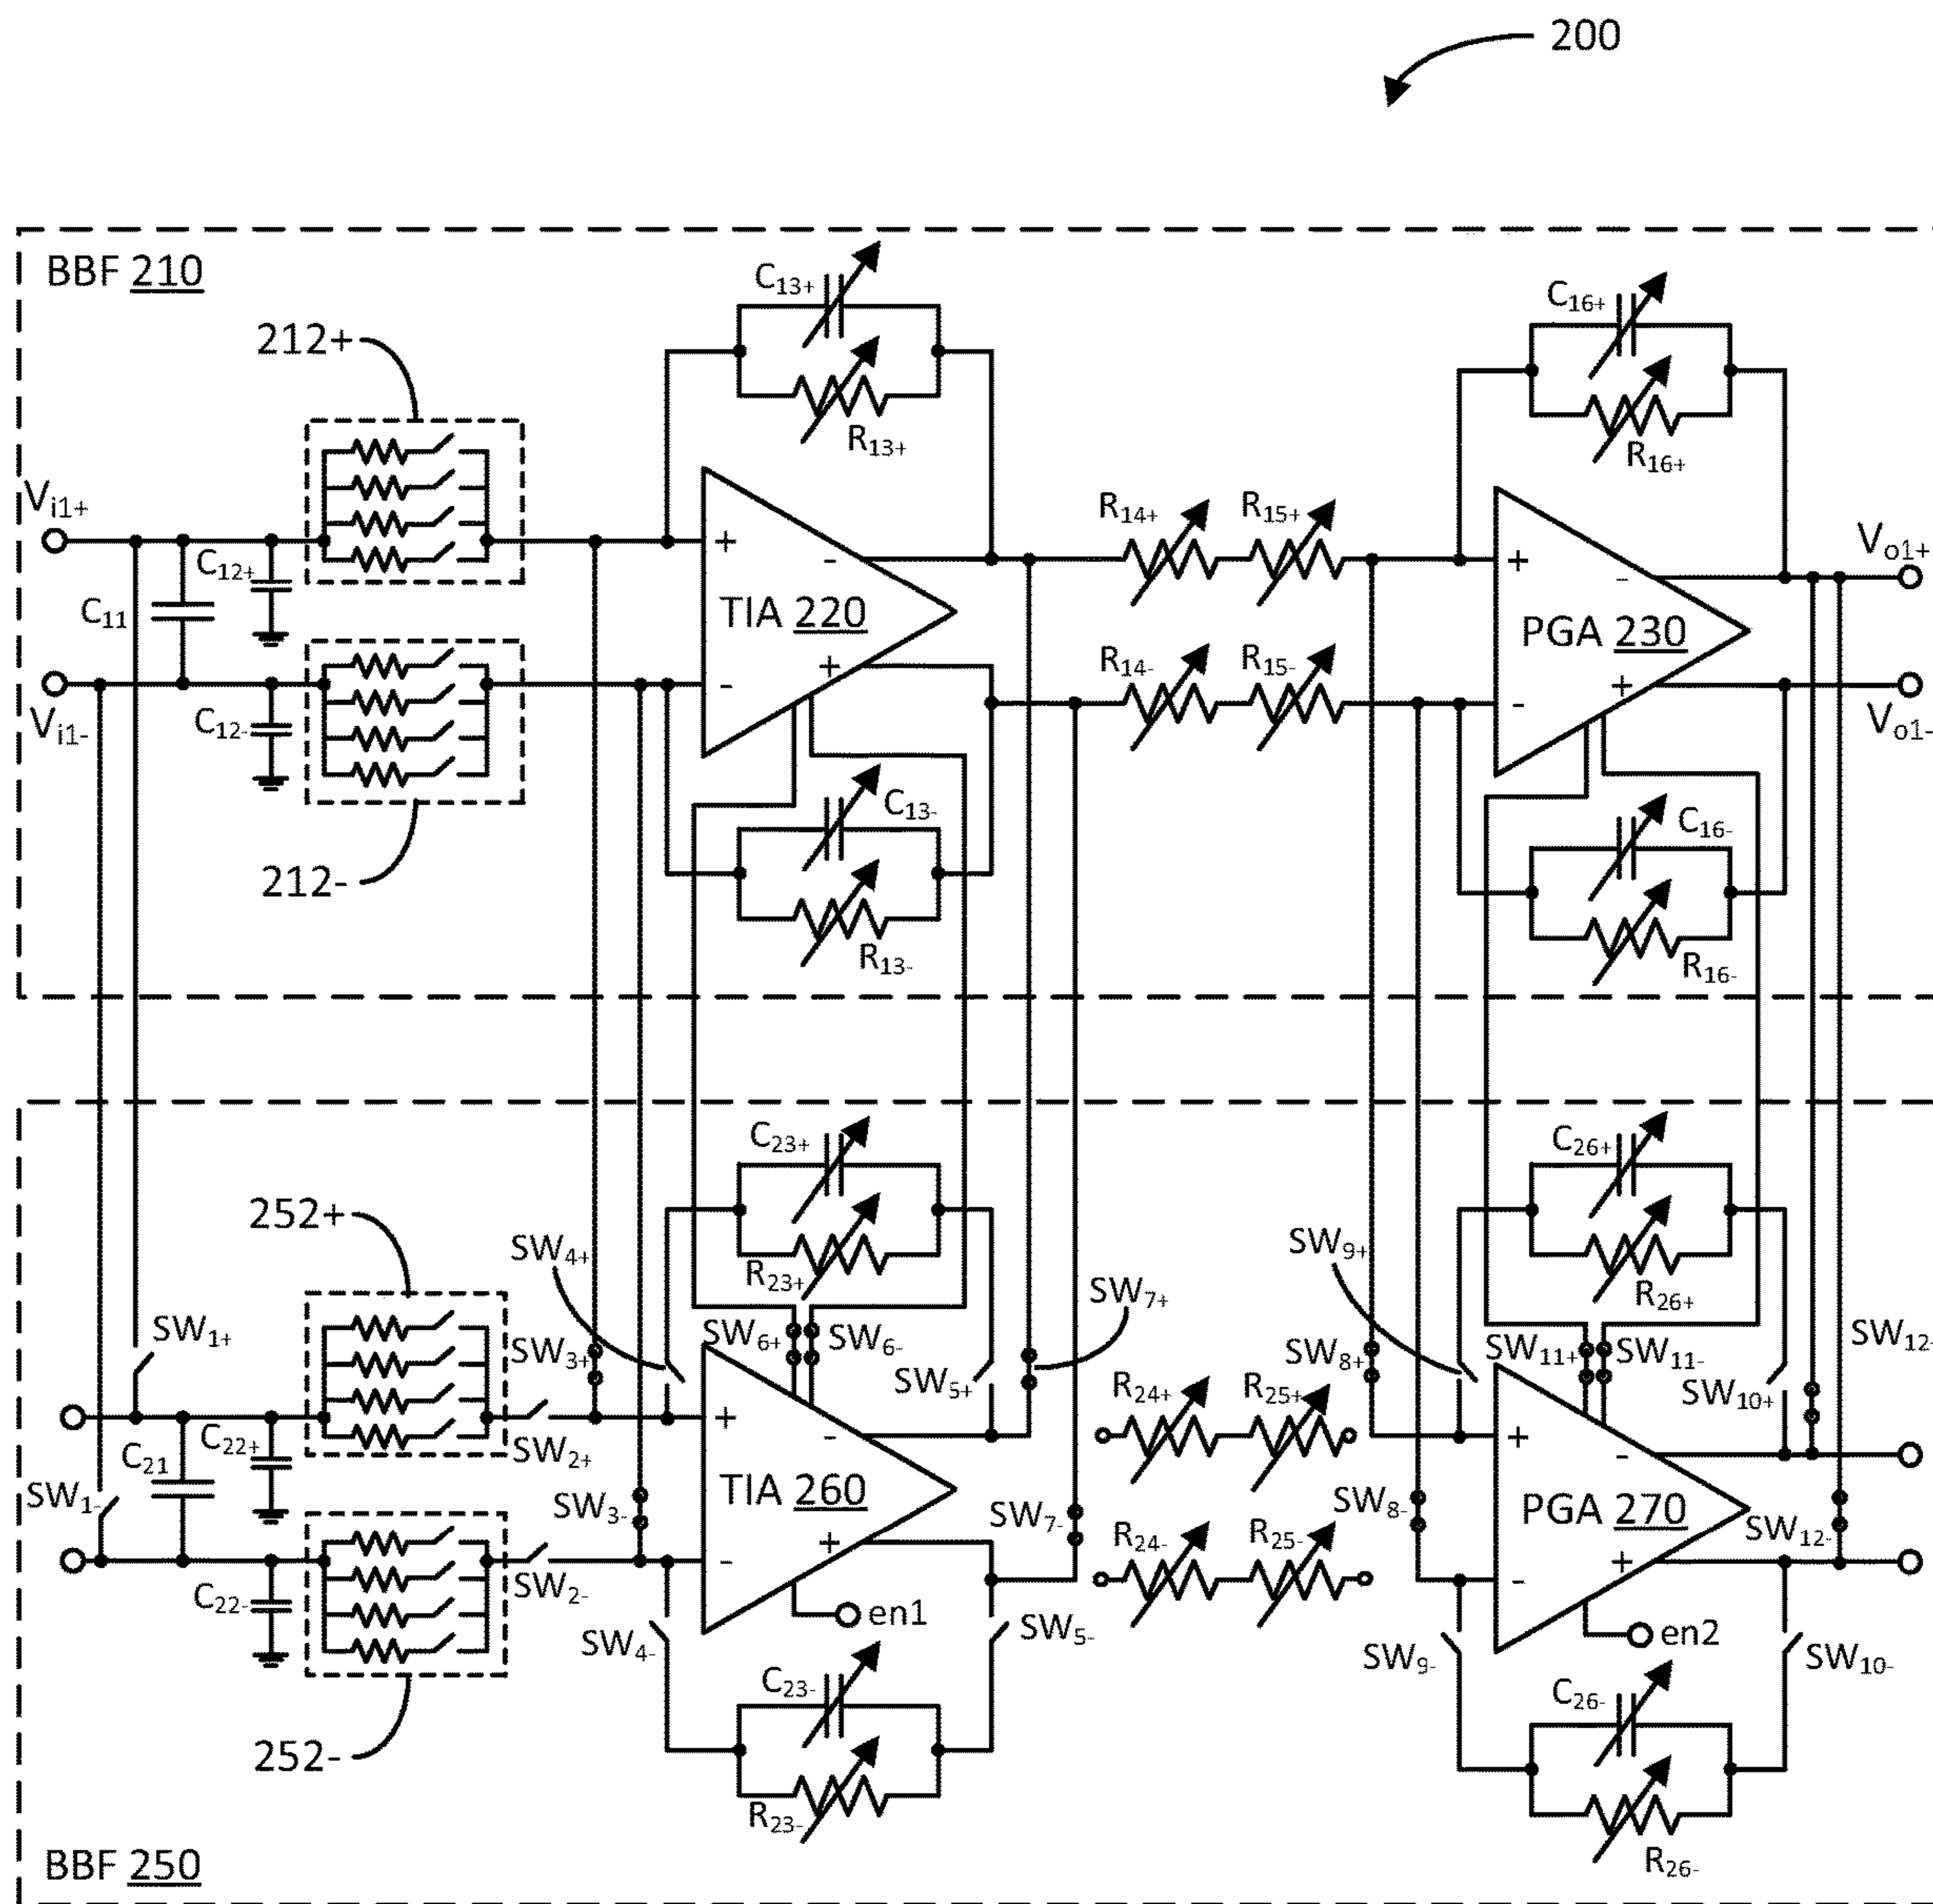 200
BBF 210
C13+
C16+
212+
R13+
R16+
Vi1+
R14+
R15+
Vo1+
C12+
+
-
+
-
C11
TIA 220
PGA 230
R14-
R15-
+
-
+
-
Vi1-
C12-
Vo1-
C13-
C16-
212-
R13-
R16-
C23+
C26+
252+
SW4+
SW9+
R23+
SW7+
R26+
SW1+
SW3+
SW6+
SW6-
SW8+
SW11+
SW11-
SW12-
SW5+
R24+
R25+
SW10+
+
-
+
-
C22+
C21
SW2+
SW1-
SW3-
TIA 260
SW7-
SW8-
PGA 270
SW12-
R24-
R25-
+
-
+
-
C22-
SW2-
en1
en2
SW4-
SW5-
SW9-
SW10-
C23-
C26-
252-
R23-
R26-
BBF 250